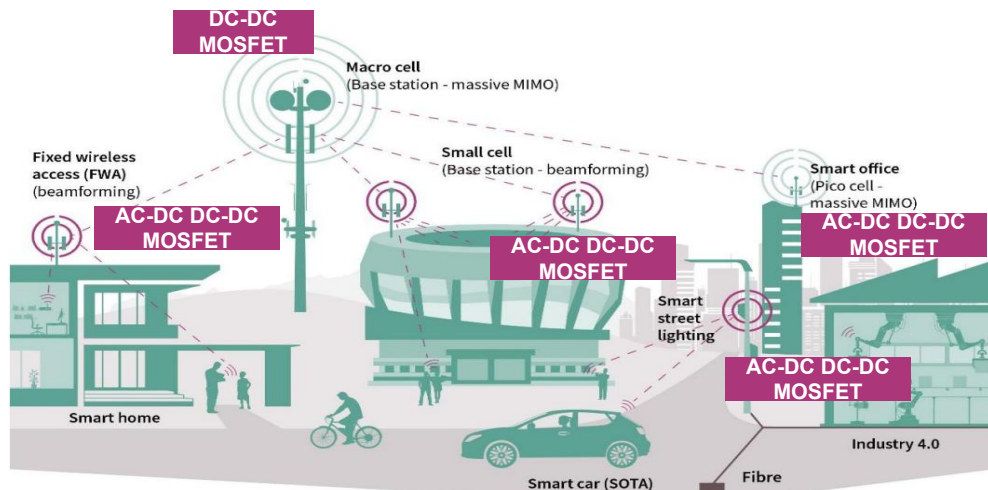 DC-DC
MOSFET
Macro cell
(Base station - massive MIMO)
Fixed wireless
access (FWA)
(beamforming)
Small cell
(Base station - beamforming)
Smart office
(Pico cell -
massive MIMO)
AC-DC DC-DC
MOSFET
AC-DC DC-DC
MOSFET
AC-DC DC-DC
MOSFET
Smart
street
lighting
AC-DC DC-DC
MOSFET
Smart home
Industry 4.0
Smart car (SOTA)
Fibre